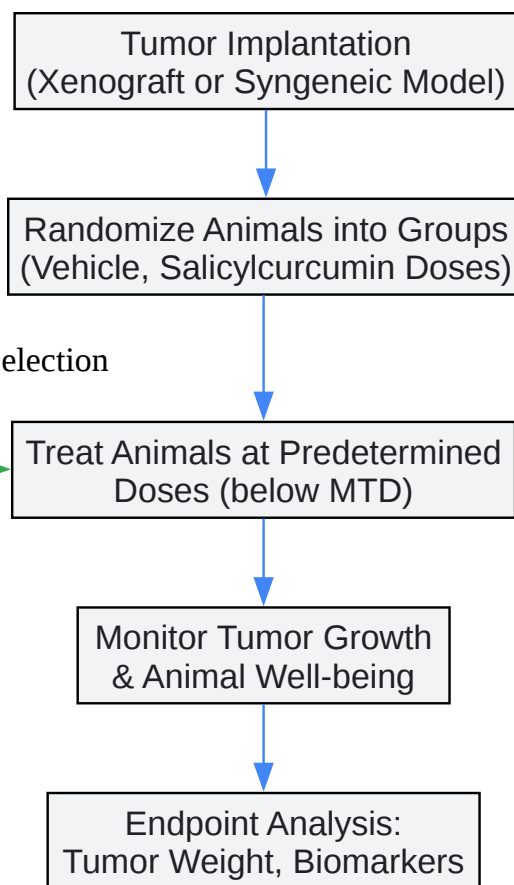 Tumor Implantation
(Xenograft or Syngeneic Model)
Randomize Animals into Groups
(Vehicle, Salicylcurcumin Doses)
election
Treat Animals at Predetermined
Doses (below MTD)
Monitor Tumor Growth
& Animal Well-being
Endpoint Analysis:
Tumor Weight, Biomarkers